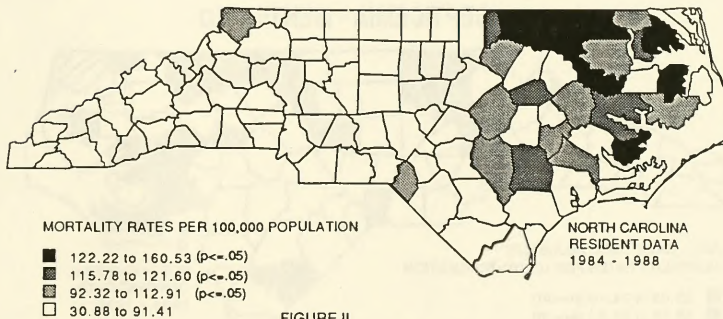 MORTALITY RATES PER 100,000 POPULATION
122.22 to 160.53 (p<=.05)
115.78 to 121.60 (p<=.05)
92.32 to 112.91 (p<=.05)
30.88 to 91.41
NORTH CAROLINA
RESIDENT DATA
1984 - 1988
FIGURE II